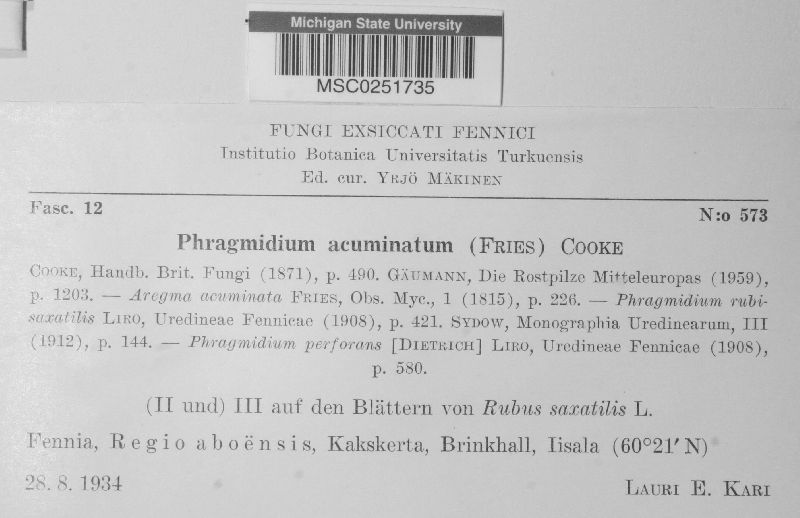 Michigan State University
MSC0251735
FUNGI EXSICCATI FENNICI
Institutio Botanica Universitatis Turkuensis
Ed. cur. YRJÖ MÄKINEN
Fasc. 12
N:o 573
Phragmidium acuminatum (FRIES) COOKE
COOKE, Handb. Brit. Fungi (1871), p. 490. GÄUMANN, Die Rostpilze Mitteleuropas (1959),
p. 1203. — Aregma acuminata FRIES, Obs. Myc., 1 (1815), p. 226. — Phragmidium rubi-
saxatilis LIRO, Uredineae Fennicae (1908), p. 421. SYDOW, Monographia Uredinearum, III
(1912), p. 144. — Phragmidium perforans [DIETRICH] LIRO, Uredineae Fennicae (1908),
p. 580.
(II und) III auf den Blättern von Rubus saxatilis L.
Fennia, Regio aboënsis, Kakskerta, Brinkhall, Iisala (60°21′ N)
28. 8. 1934
LAURI E. KARI